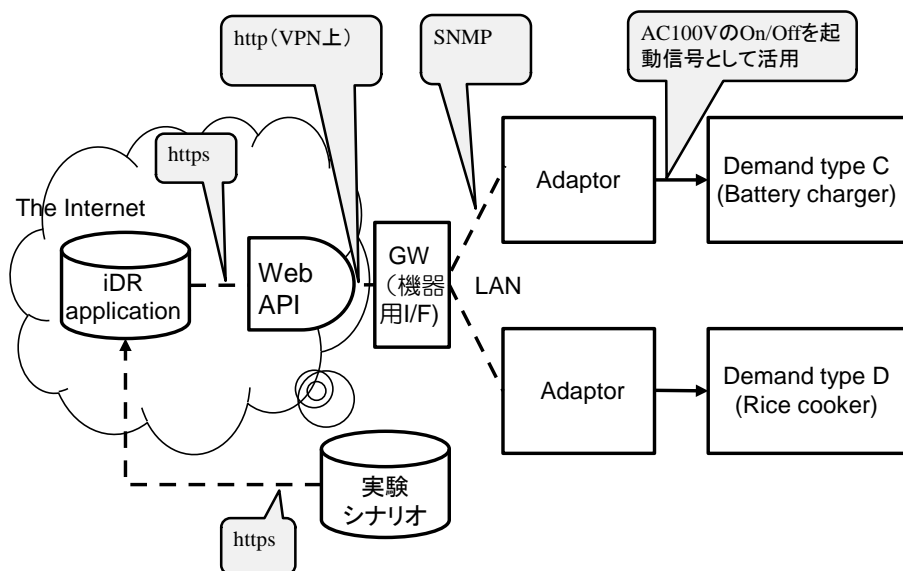 http（VPN上）
SNMP
AC100VのOn/Offを起
動信号として活用
https
The Internet
iDR
application
Web
API
GW
（機器
用I/F)
LAN
Adaptor
Demand type C
(Battery charger)
Adaptor
Demand type D
(Rice cooker)
実験
シナリオ
https